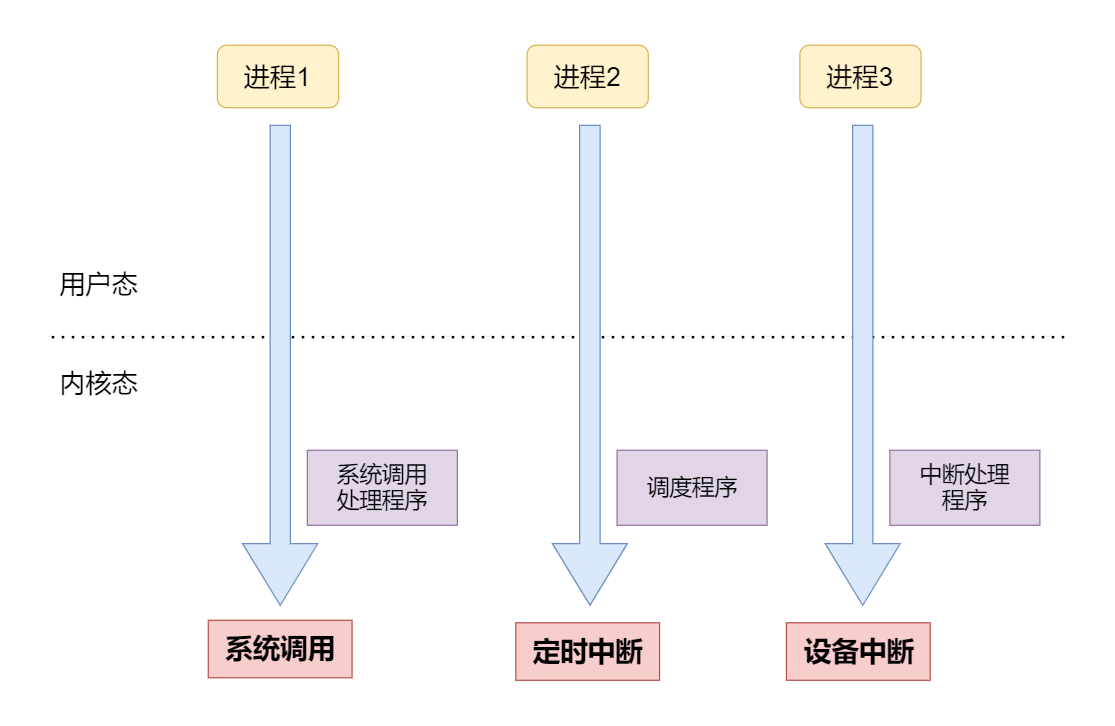 进程1
进程2
进程3
用户态
内核态
系统调用
处理程序
调度程序
中断处理
程序
系统调用
定时中断
设备中断